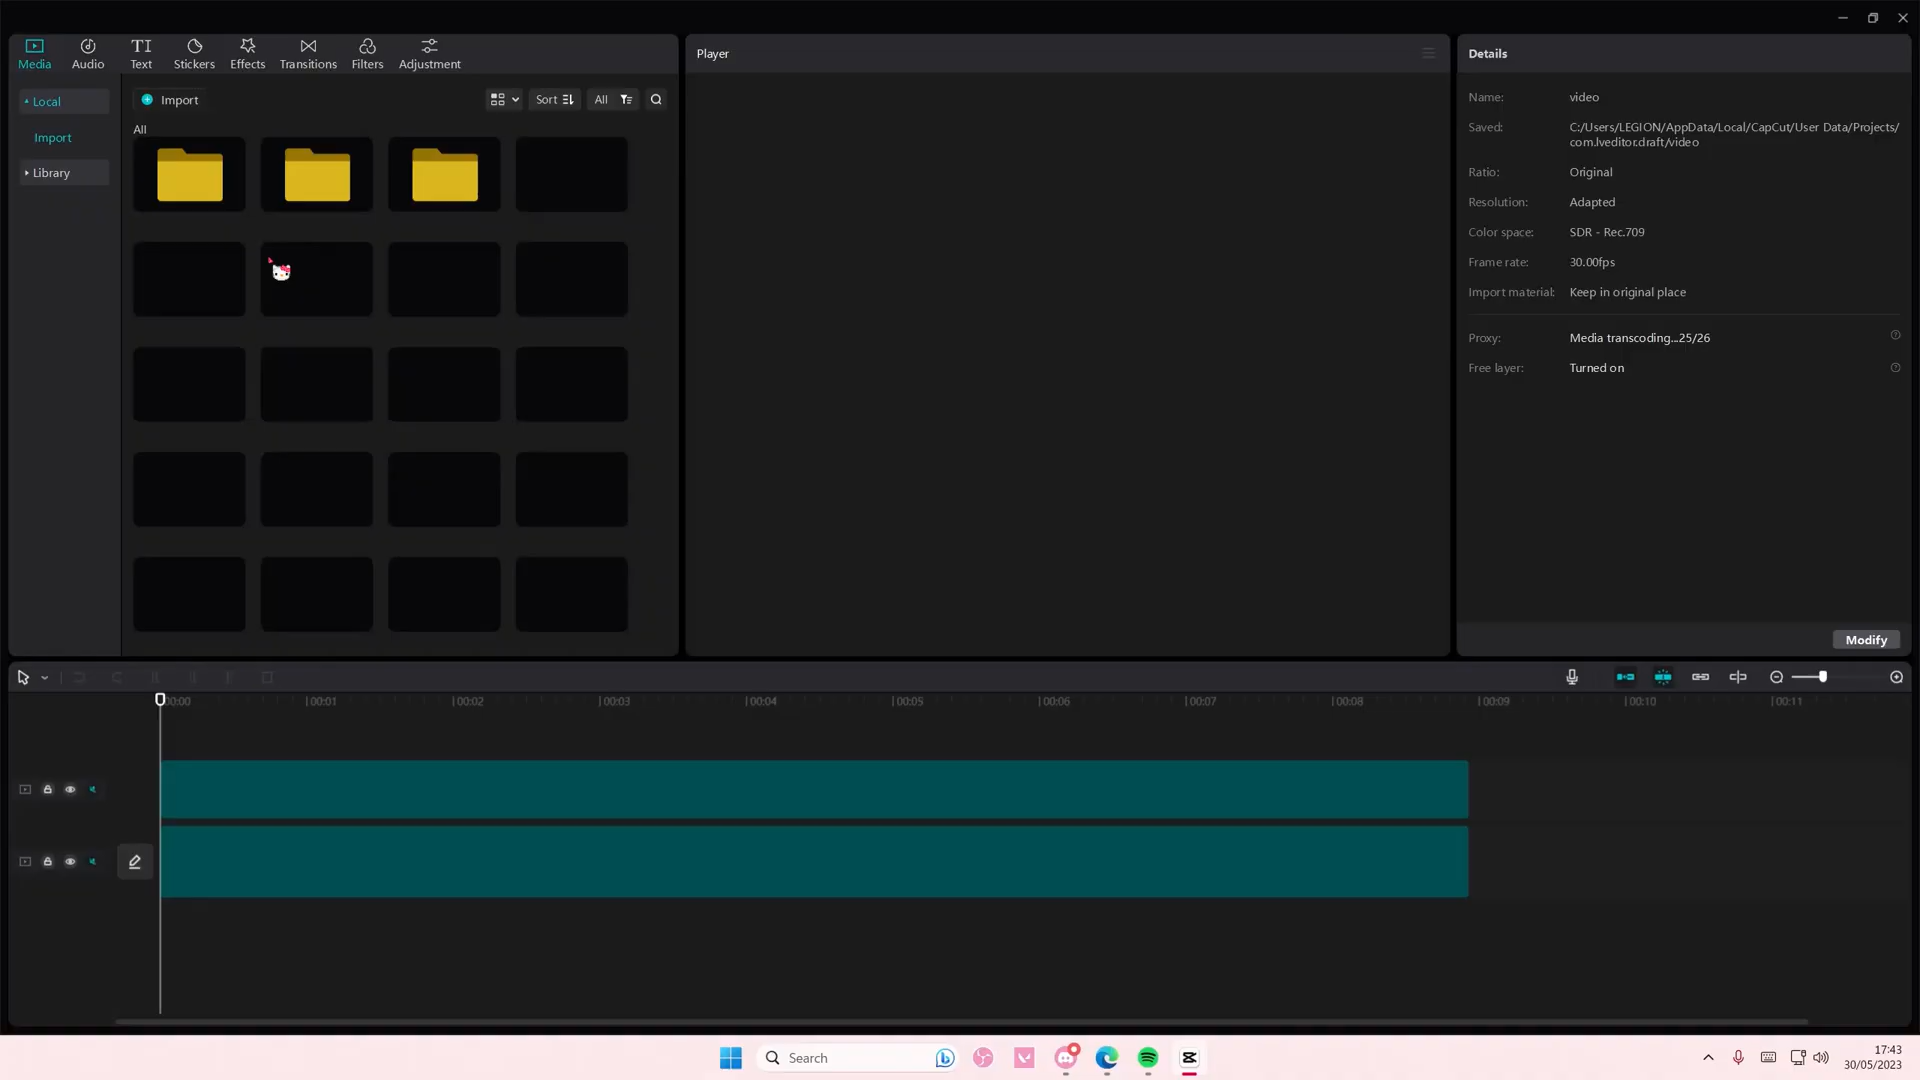 Media
Audio
Text
Stickers
Effects
Transitions
Filters
Adjustment
Player
Details
Local
Import
Library
Import
Sort
All
All
Name: video
Saved: C:/Users/LEGION/AppData/Local/CapCut/User Data/Projects/
com.lveditor.draft/video
Ratio: Original
Resolution: Adapted
Color space: SDR - Rec.709
Frame rate: 30.00fps
Import material: Keep in original place
Proxy: Media transcoding...25/26
Free layer: Turned on
Modify
00:00 |00:01 |00:02 |00:03 |00:04 |00:05 |00:06 |00:07 |00:08 |00:09 |00:10 |00:11
Search
17:43
30/05/2023